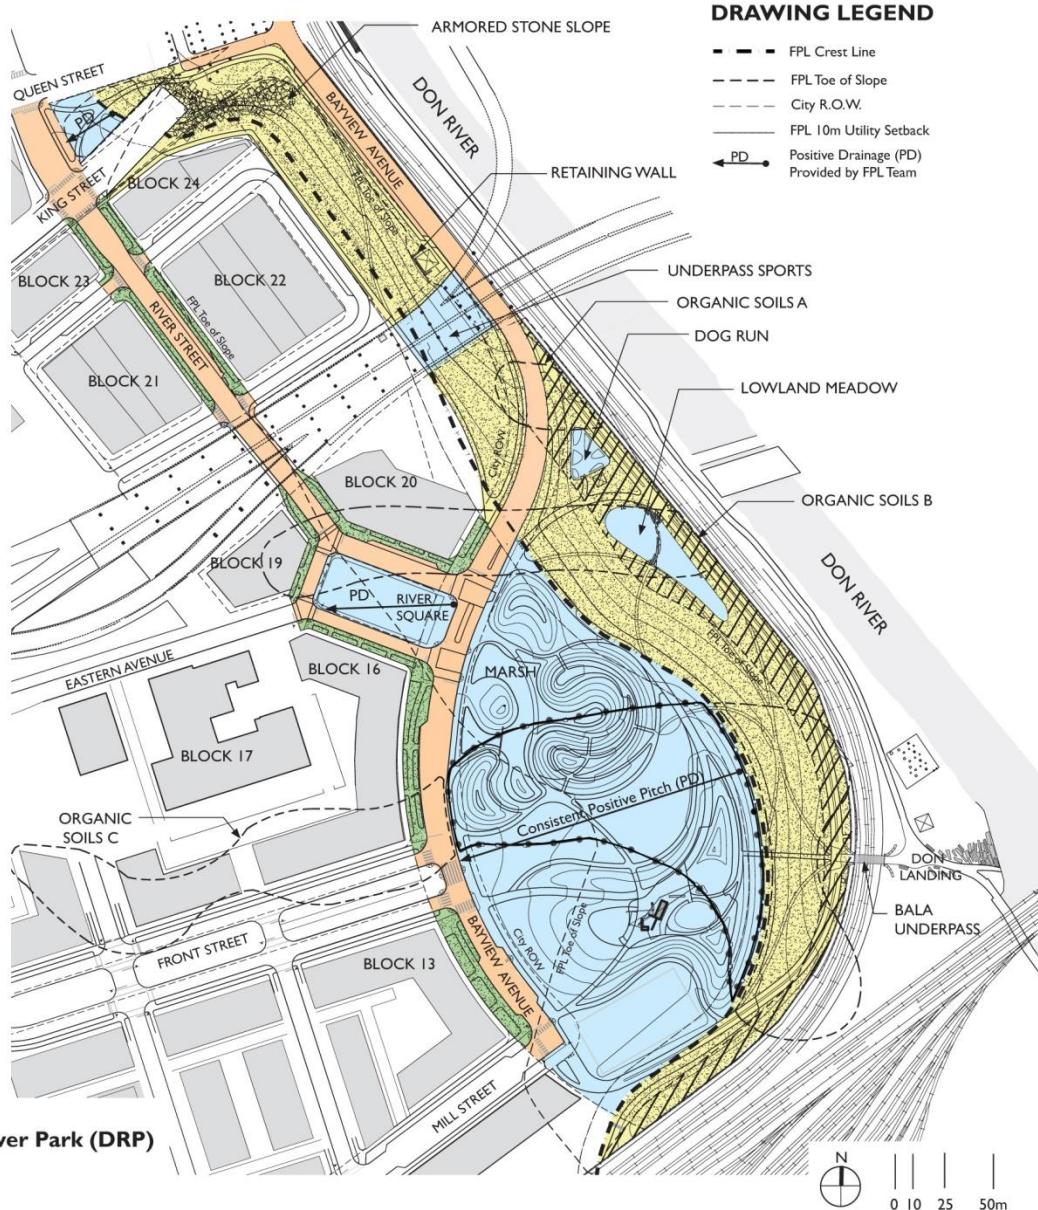 DRAWING LEGEND
FPL Crest Line
FPL Toe of Slope
City R.O.W.
FPL 10m Utility Setback
PD
Positive Drainage (PD)
Provided by FPL Team
ARMORED STONE SLOPE
QUEEN STREET
BAYVIEW AVENUE
DON RIVER
PD
RETAINING WALL
KING STREET
BLOCK 24
FPL Toe of Slope
BLOCK 23
BLOCK 22
UNDERPASS SPORTS
ORGANIC SOILS A
DOG RUN
RIVER STREET
FPL Toe of Slope
BLOCK 21
LOWLAND MEADOW
City ROW
BLOCK 20
ORGANIC SOILS B
BLOCK 19
DON RIVER
PD
RIVER
SQUARE
EASTERN AVENUE
BLOCK 16
MARSH
FPL Toe of Slope
BLOCK 17
Consistent Positive Pitch (PD)
ORGANIC
SOILS C
DON
LANDING
BALA
UNDERPASS
FRONT STREET
BLOCK 13
BAYVIEW AVENUE
City ROW
FPL Toe of Slope
MILL STREET
ver Park (DRP)
N
0 10 25 50m